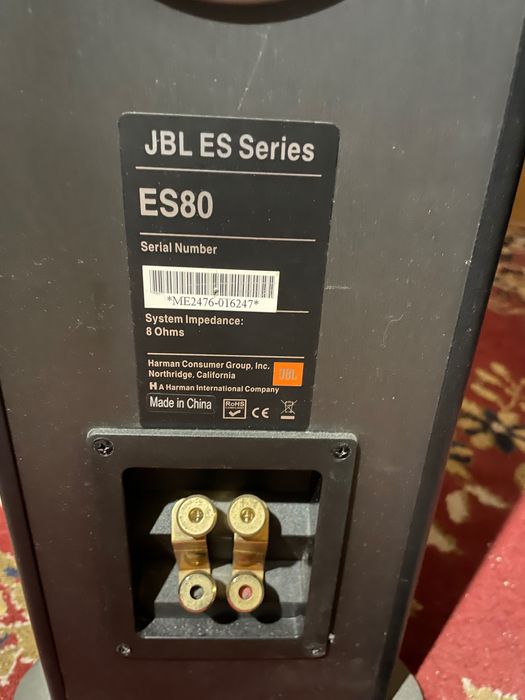 JBL ES Series
ES80
Serial Number
*ME2476-016247*
System Impedance:
8 Ohms
Harman Consumer Group, Inc.
Northridge, California
JBL
H A Harman International Company
Made in China
RoHS
CE